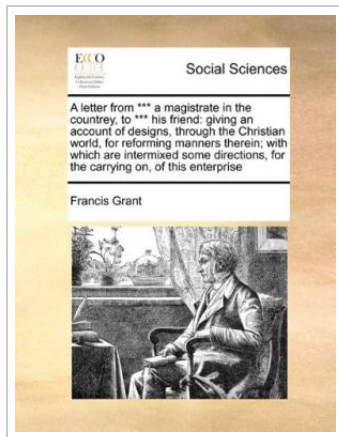 ECCO
Social Sciences
A letter from *** a magistrate in the
countrey, to *** his friend: giving an
account of designs, through the Christian
world, for reforming manners therein; with
which are intermixed some directions, for
the carrying on, of this enterprise
Francis Grant